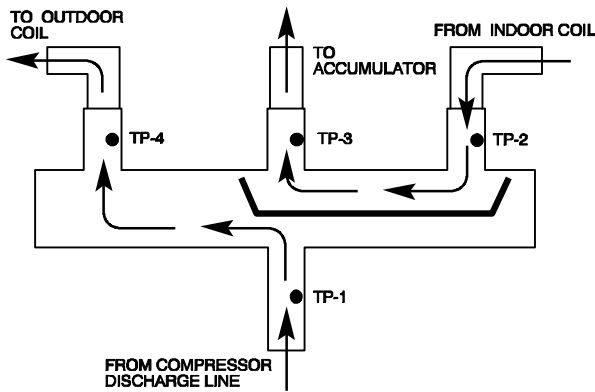 TO OUTDOOR
COIL
FROM INDOOR COIL
TO
ACCUMULATOR
TP-4
TP-3
TP-2
TP-1
FROM COMPRESSOR
DISCHARGE LINE